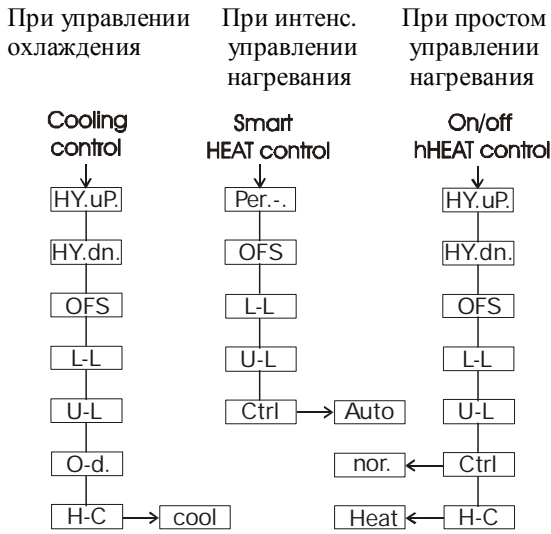 При управлении
охлаждения
При интенс.
управлении
нагревания
При простом
управлении
нагревания
Cooling
control
Smart
HEAT control
On/off
hHEAT control
HY.uP.
HY.dn.
OFS
L-L
U-L
O-d.
H-C
cool
Per.-.
OFS
L-L
U-L
Ctrl
Auto
HY.uP.
HY.dn.
OFS
L-L
U-L
Ctrl
nor.
H-C
Heat